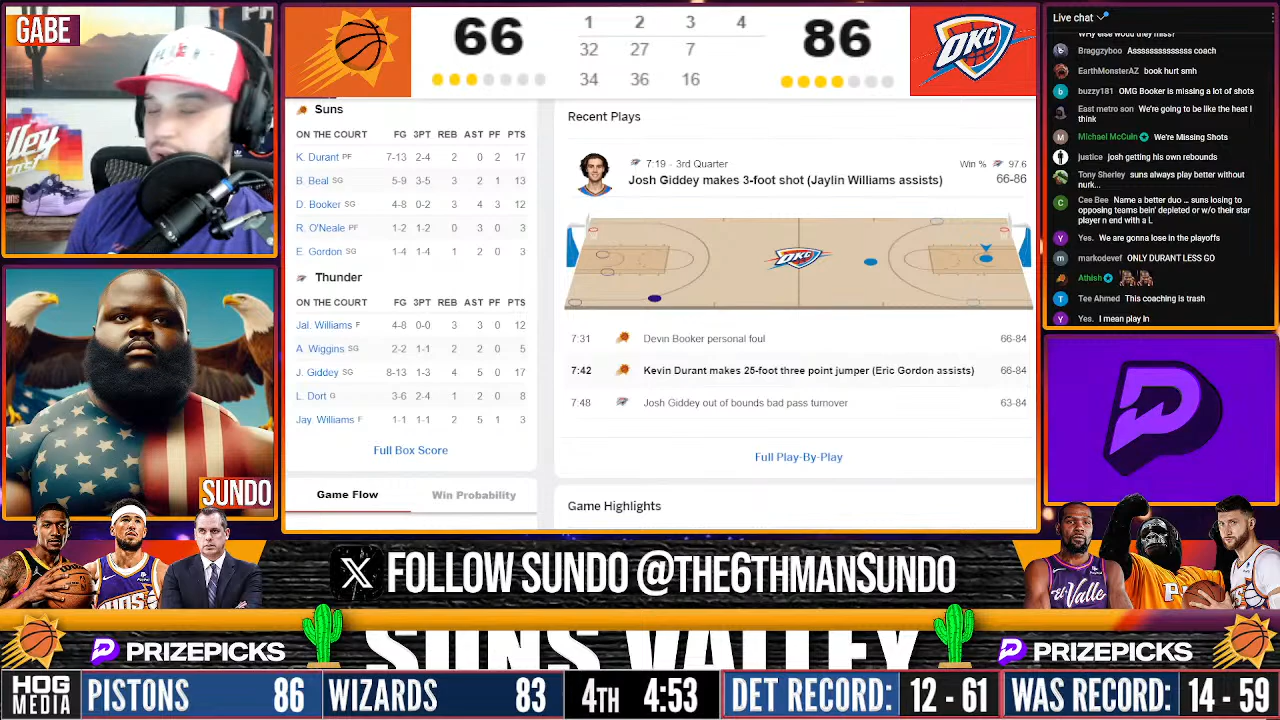 GABE
66
1 2 3 4
32 27 7
34 36 16
86
OKC
Suns
ON THE COURT FG 3PT REB AST PF PTS
K. Durant PF 7-13 2-4 2 0 2 17
B. Beal SG 5-9 3-5 3 2 1 13
D. Booker SG 4-8 0-2 3 4 3 12
R. O'Neale PF 1-2 1-2 0 3 0 3
E. Gordon SG 1-4 1-4 2 0 0 3
Thunder
ON THE COURT FG 3PT REB AST PF PTS
Jal. Williams F 4-8 0-0 3 3 0 12
A. Wiggins SG 2-2 1-1 2 2 0 5
J. Giddey SG 8-13 1-3 4 5 0 17
L. Dort G 3-6 2-4 1 2 0 8
Jay. Williams F 1-1 1-1 2 5 1 3
Full Box Score
Game Flow Win Probability
Recent Plays
7:19 - 3rd Quarter
Win % 97.6
Josh Giddey makes 3-foot shot (Jaylin Williams assists) 66-86
OKC
7:31 Devin Booker personal foul 66-84
7:42 Kevin Durant makes 25-foot three point jumper (Eric Gordon assists) 66-84
7:48 Josh Giddey out of bounds bad pass turnover 63-84
Full Play-By-Play
Game Highlights
Live chat
Why else would they miss?
Braggzyboo Assssssssssssss coach
EarthMonsterAZ book hurt smh
buzzy181 OMG Booker is missing a lot of shots
East metro son We're going to be like the heat I
think
Michael McCuin We're Missing Shots
justice josh getting his own rebounds
Tony Sherley suns always play better without
nurk...
Cee Bee Name a better duo ... suns losing to
opposing teams bein' depleted or w/o their star
player n end with a L
Yes. We are gonna lose in the playoffs
markodevef ONLY DURANT LESS GO
Athish
Tee Ahmed This coaching is trash
Yes. I mean play in
SUNDO
X FOLLOW SUNDO @THE6THMANSUNDO
PRIZEPICKS
SUNS VALLEY
PRIZEPICKS
HOG
MEDIA
PISTONS 86 WIZARDS 83 4TH 4:53 DET RECORD: 12 - 61 WAS RECORD: 14 - 59